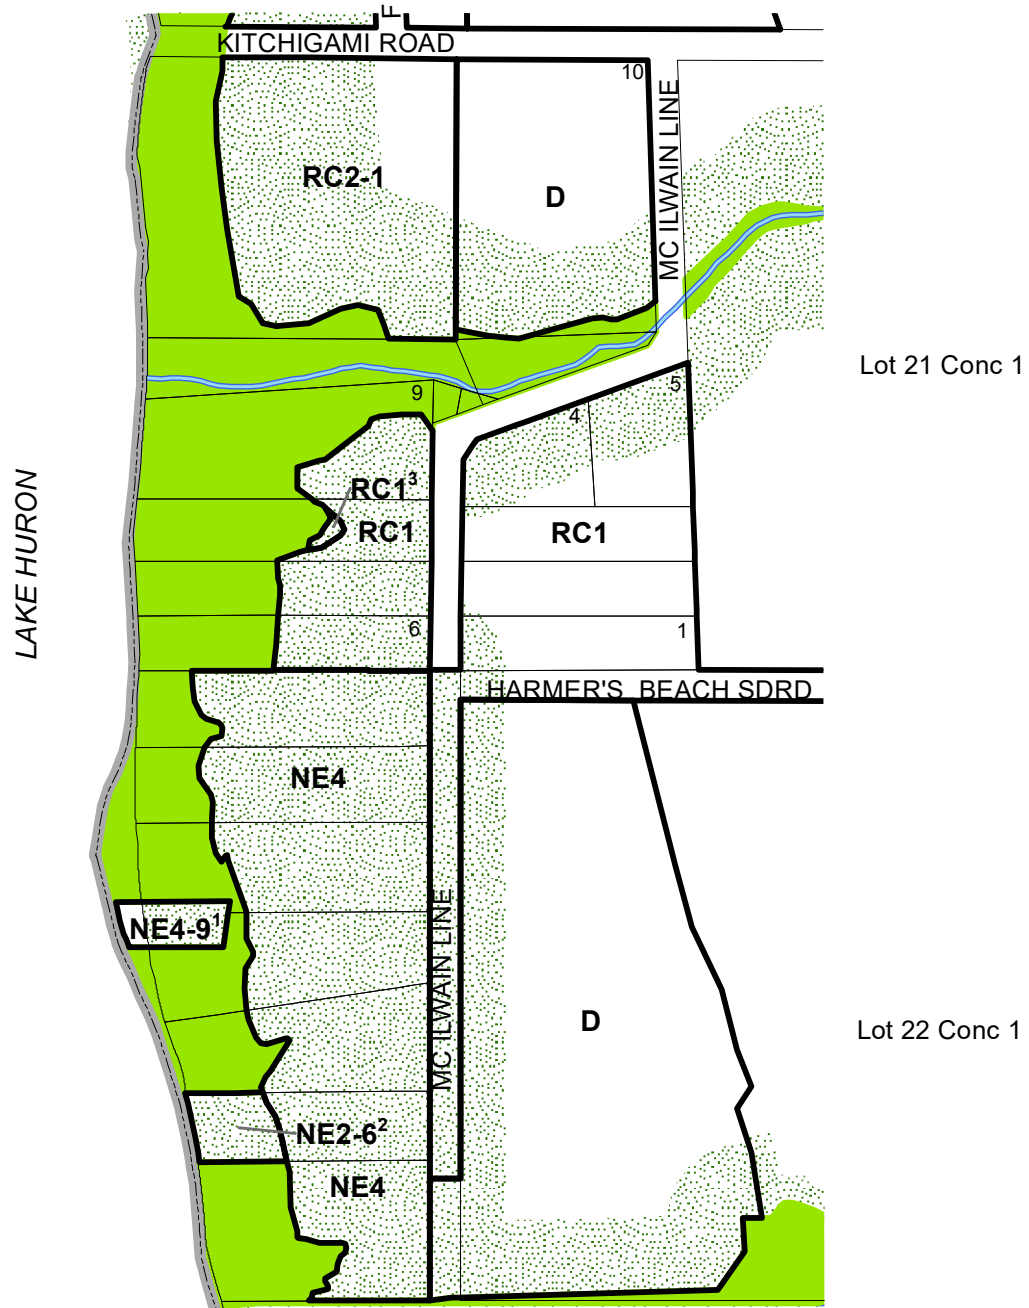 F
KITCHIGAMI ROAD
10
MC ILWAIN LINE
RC2-1
D
Lot 21 Conc 1
5
9
4
LAKE HURON
RC1³
RC1
RC1
6
1
HARMER'S BEACH SDRD
NE4
MC ILWAIN LINE
NE4-9¹
D
Lot 22 Conc 1
NE2-6²
NE4